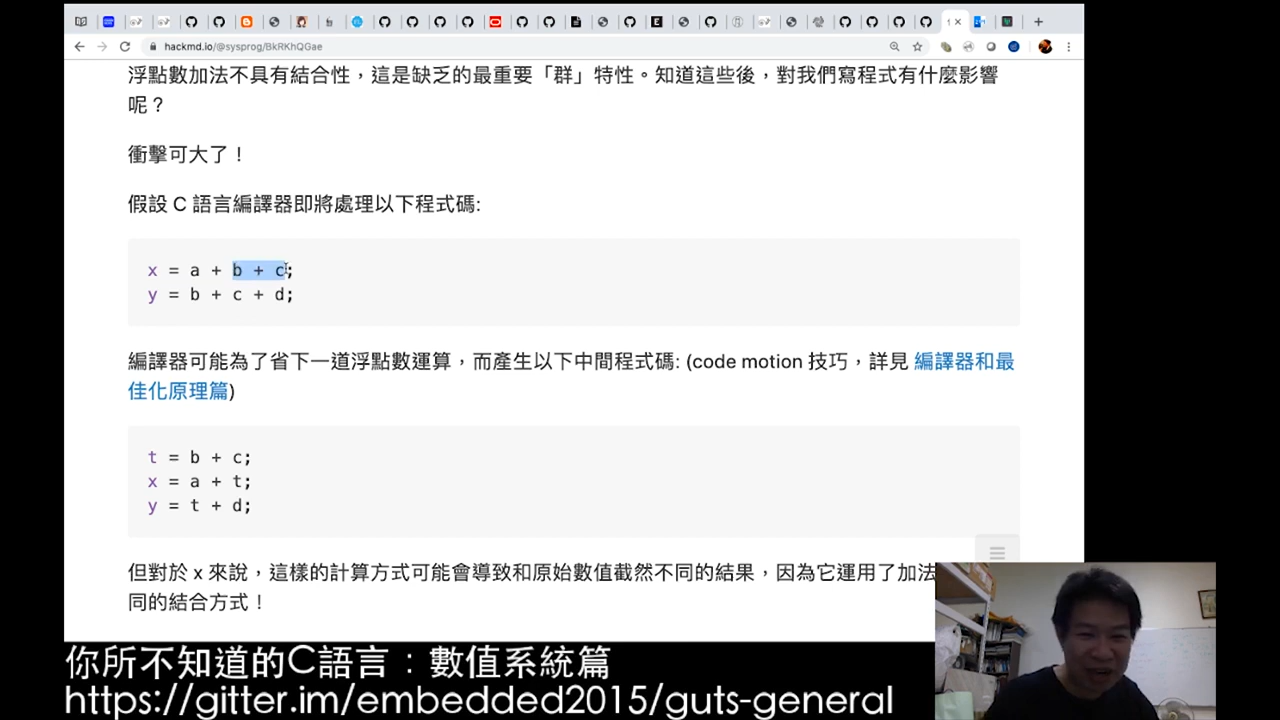 hackmd.io/@sysprog/BkRKhQGae
浮點數加法不具有結合性，這是缺乏的最重要「群」特性。知道這些後，對我們寫程式有什麼影響
呢？
衝擊可大了！
假設 C 語言編譯器即將處理以下程式碼:
x = a + b + c;
y = b + c + d;
編譯器可能為了省下一道浮點數運算，而產生以下中間程式碼: (code motion 技巧，詳見 編譯器和最
佳化原理篇)
t = b + c;
x = a + t;
y = t + d;
但對於 x 來說，這樣的計算方式可能會導致和原始數值截然不同的結果，因為它運用了加法
同的結合方式！
你所不知道的C語言：數值系統篇
https://gitter.im/embedded2015/guts-general